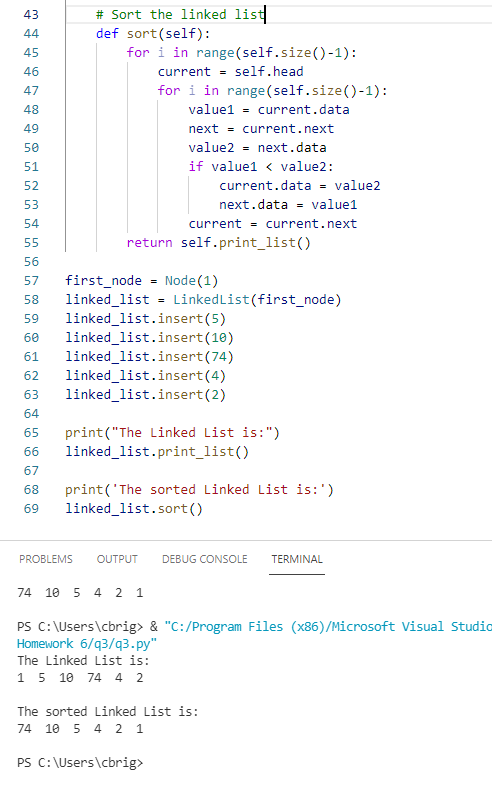 43 # Sort the linked list
44 def sort(self):
45 for i in range(self.size()-1):
46 current = self.head
47 for i in range(self.size()-1):
48 value1 = current.data
49 next = current.next
50 value2 = next.data
51 if value1 < value2:
52 current.data = value2
53 next.data = value1
54 current = current.next
55 return self.print_list()
56
57 first_node = Node(1)
58 linked_list = LinkedList(first_node)
59 linked_list.insert(5)
60 linked_list.insert(10)
61 linked_list.insert(74)
62 linked_list.insert(4)
63 linked_list.insert(2)
64
65 print("The Linked List is:")
66 linked_list.print_list()
67
68 print('The sorted Linked List is:')
69 linked_list.sort()
PROBLEMS OUTPUT DEBUG CONSOLE TERMINAL
74 10 5 4 2 1
PS C:\Users\cbrig> & "C:/Program Files (x86)/Microsoft Visual Studio
Homework 6/q3/q3.py"
The Linked List is:
1 5 10 74 4 2
The sorted Linked List is:
74 10 5 4 2 1
PS C:\Users\cbrig>